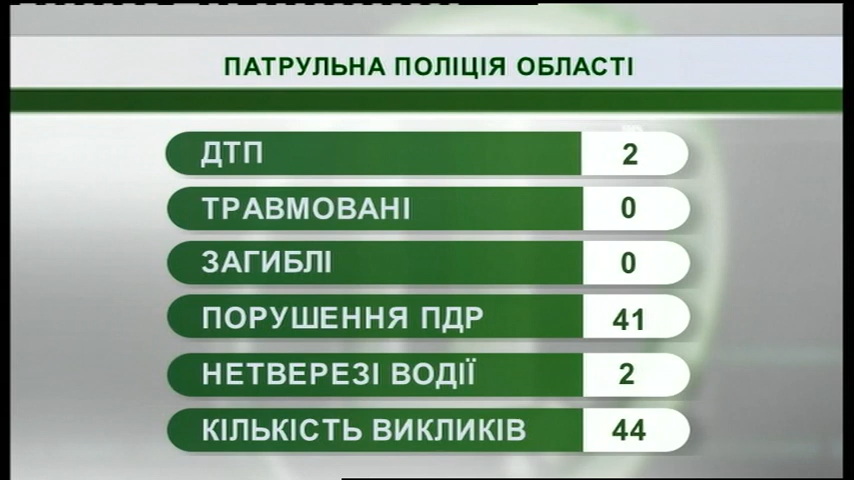 ПАТРУЛЬНА ПОЛІЦІЯ ОБЛАСТІ
ДТП 2
ТРАВМОВАНІ 0
ЗАГИБЛІ 0
ПОРУШЕННЯ ПДР 41
НЕТВЕРЕЗІ ВОДІЇ 2
КІЛЬКІСТЬ ВИКЛИКІВ 44